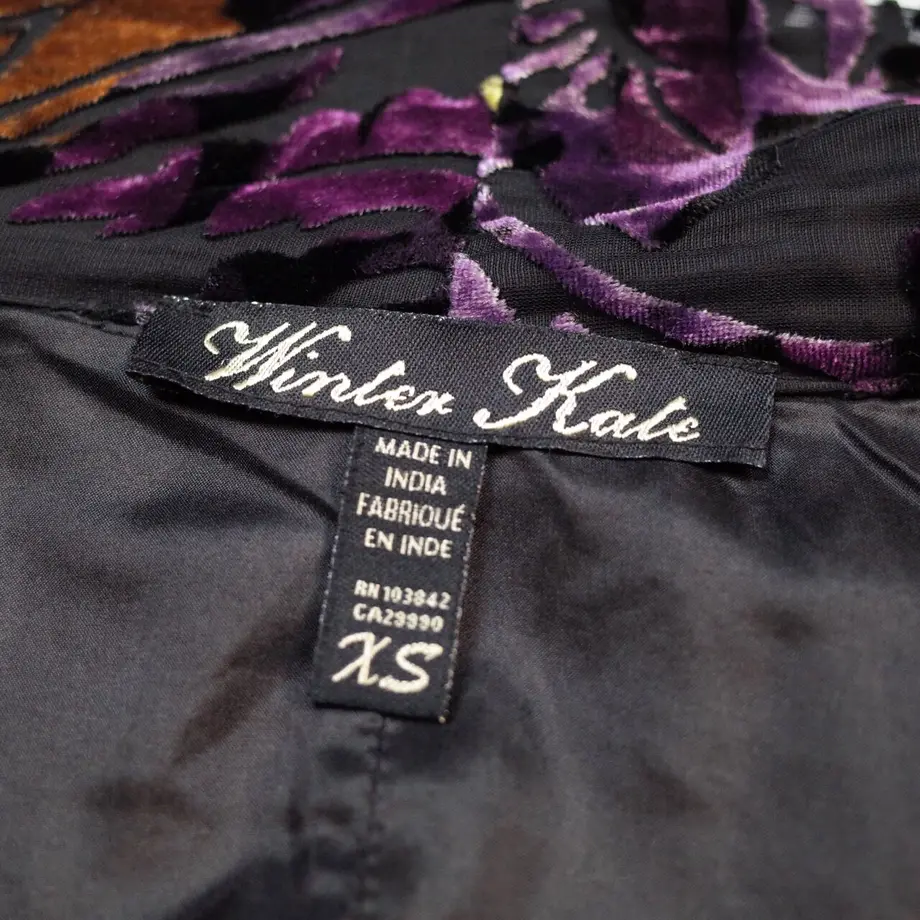 Winter Kate
MADE IN
INDIA
FABRIQUÉ
EN INDE
RN 103842
CA29990
XS